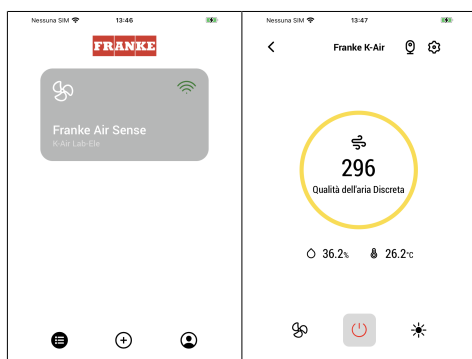 Nessuna SIM 13:46
FRANKE
Franke Air Sense
K-Air Lab-Ele
Nessuna SIM 13:47
Franke K-Air
296
Qualità dell'aria Discreta
36.2% 26.2°C